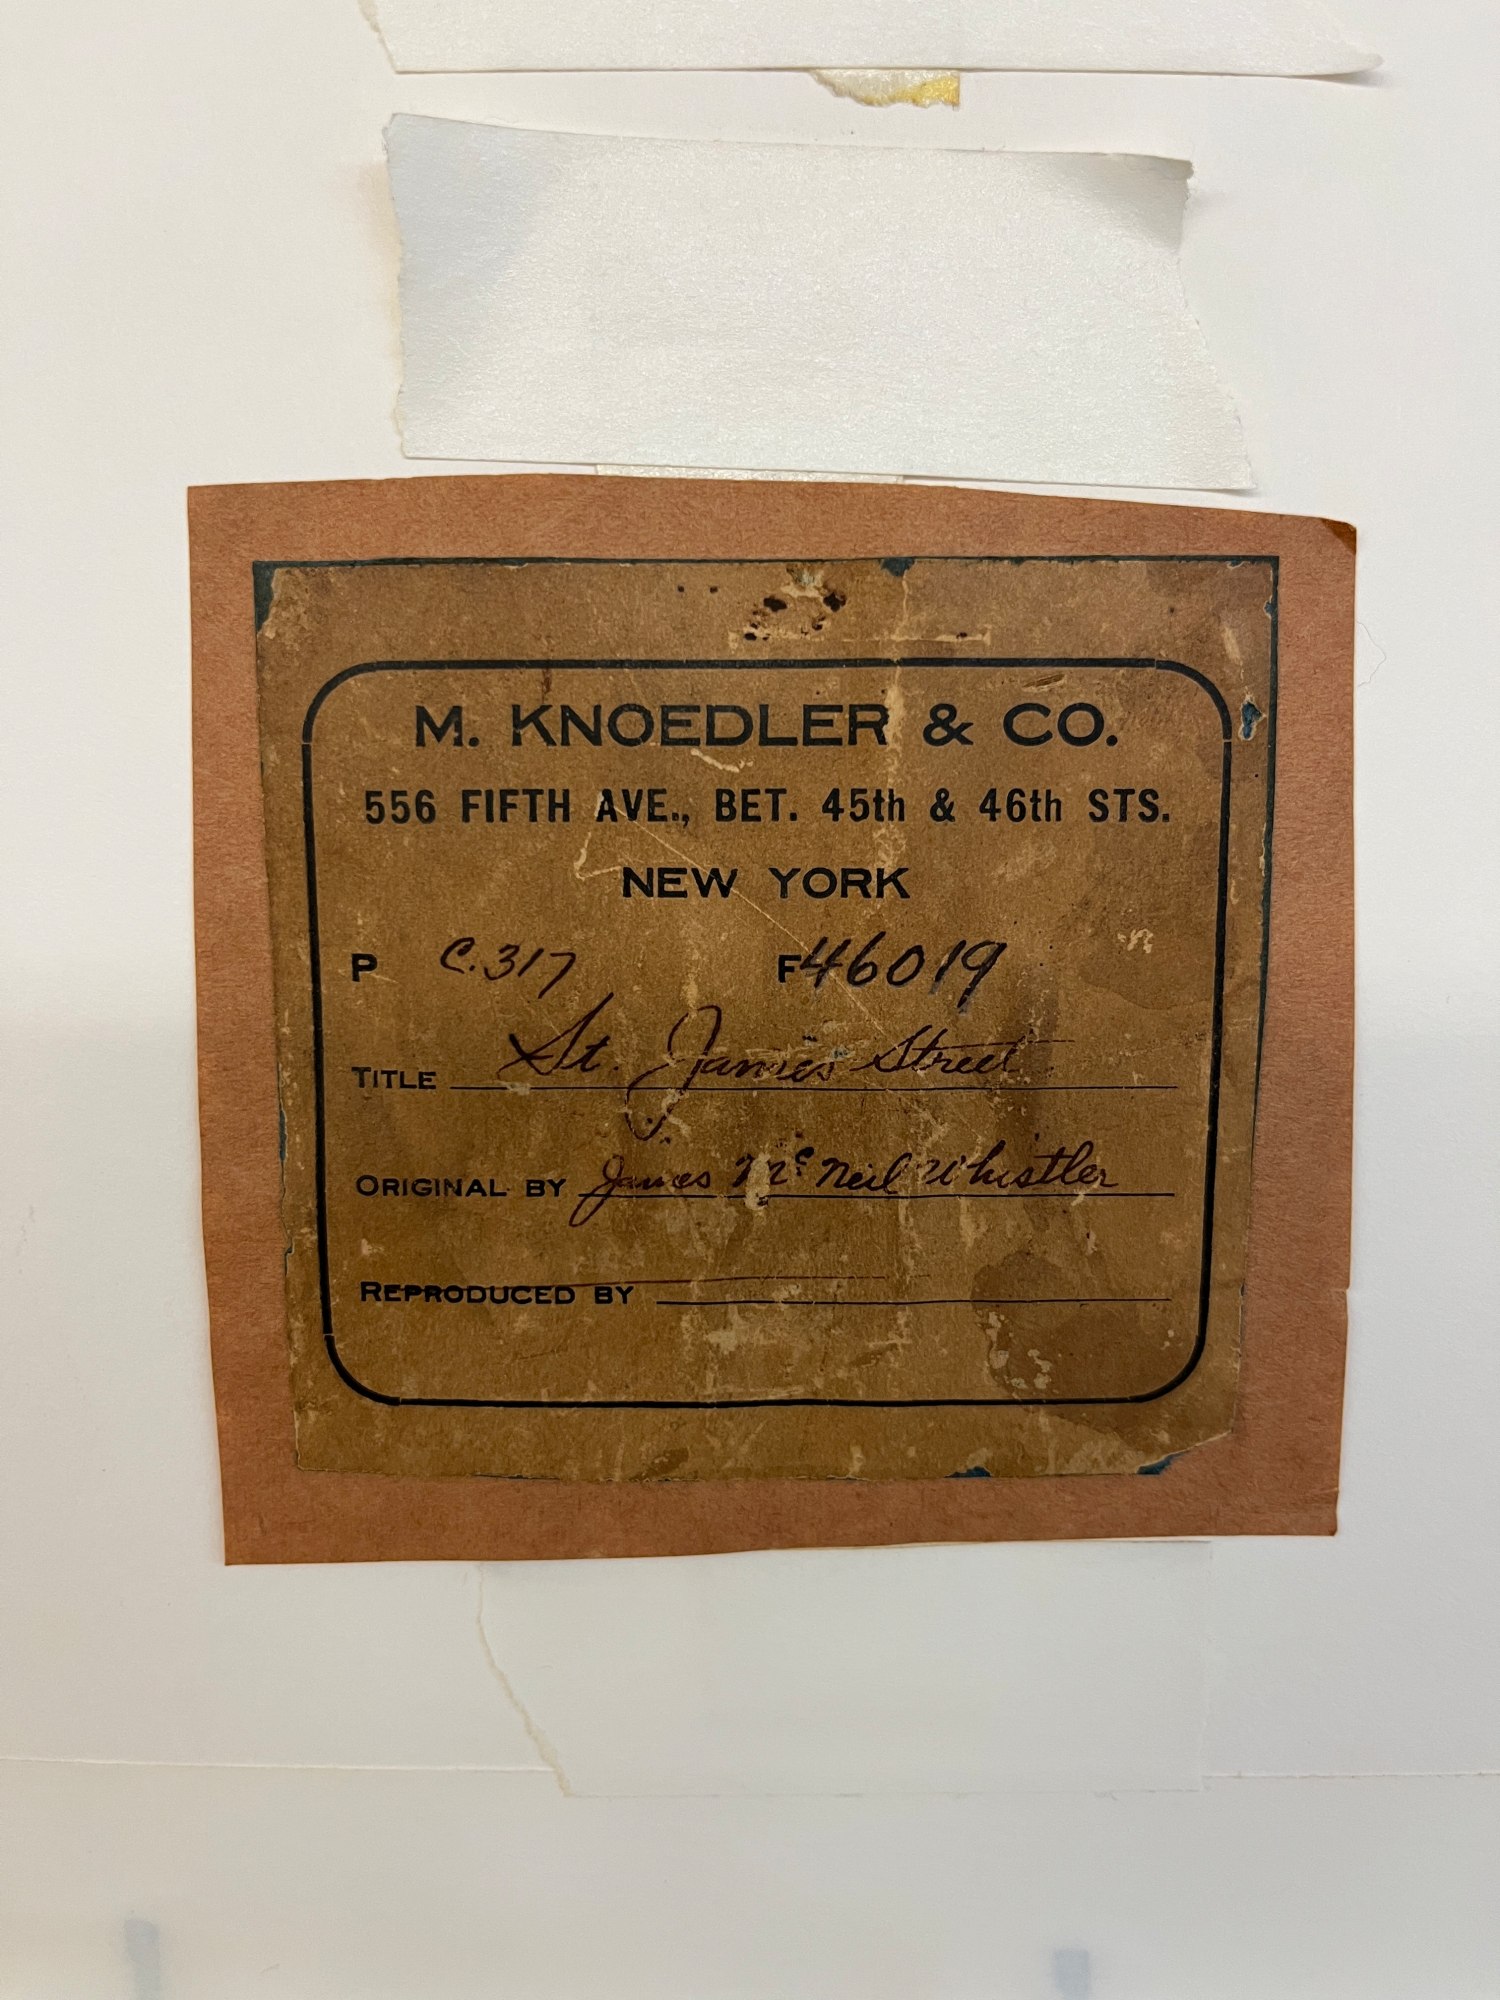 M. KNOEDLER & CO.
556 FIFTH AVE., BET. 45th & 46th STS.
NEW YORK
P C.317 F 46019
TITLE St. James Street
ORIGINAL BY James McNeil Whistler
REPRODUCED BY